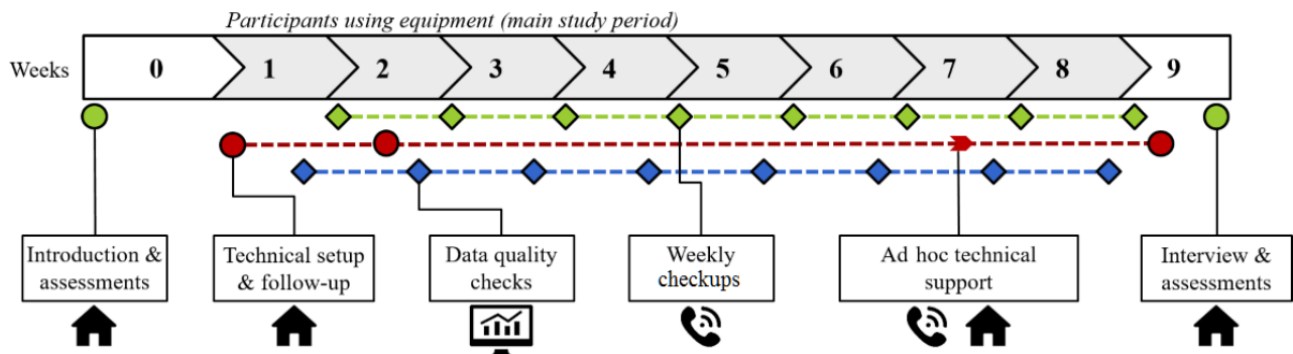 Participants using equipment (main study period)
Weeks 0 1 2 3 4 5 6 7 8 9
Introduction &
assessments
Technical setup
& follow-up
Data quality
checks
Weekly
checkups
Ad hoc technical
support
Interview &
assessments